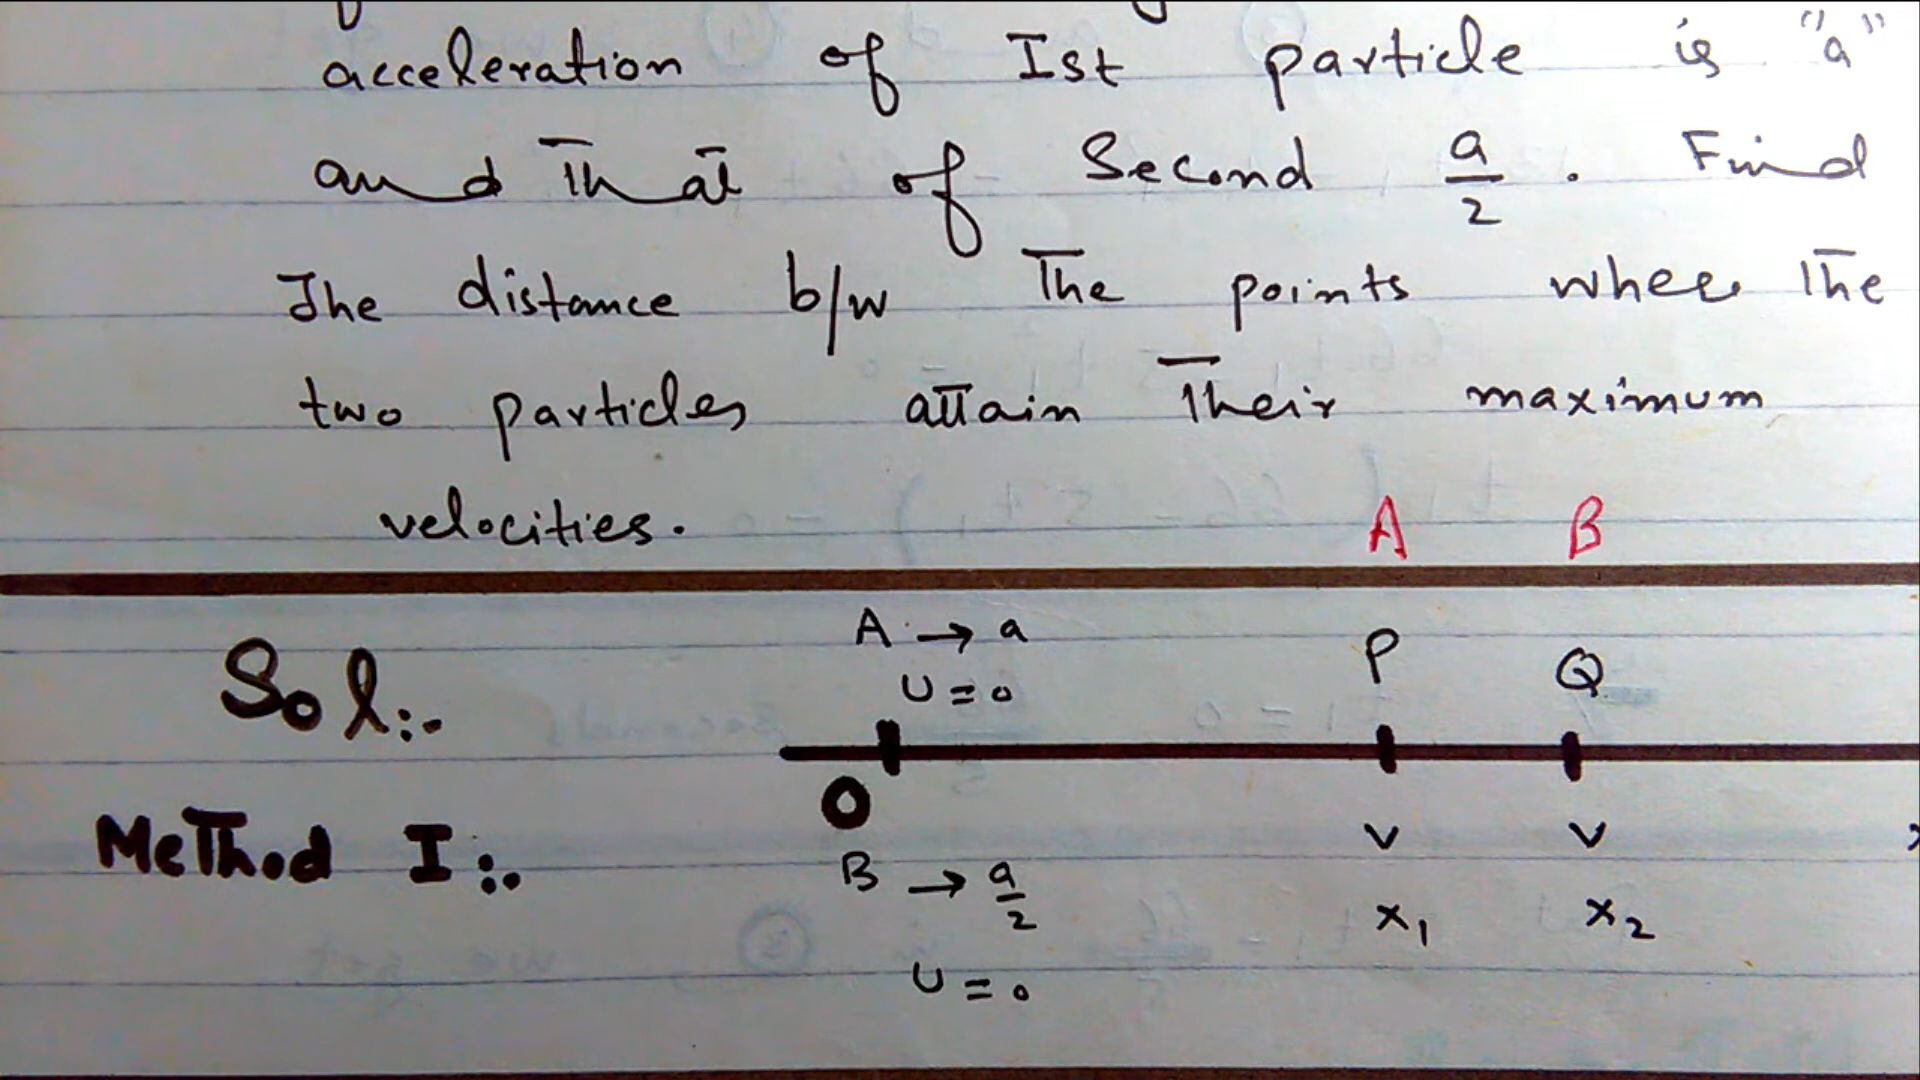 acceleration of Ist particle is "a"
and that of Second a/2 . Find
The distance b/w The points where the
two particles attain Their maximum
velocities.
A B
Sol:-
A → a
U = 0
P Q
O
Method I:.
B → a/2
U = 0
v v
x₁ x₂